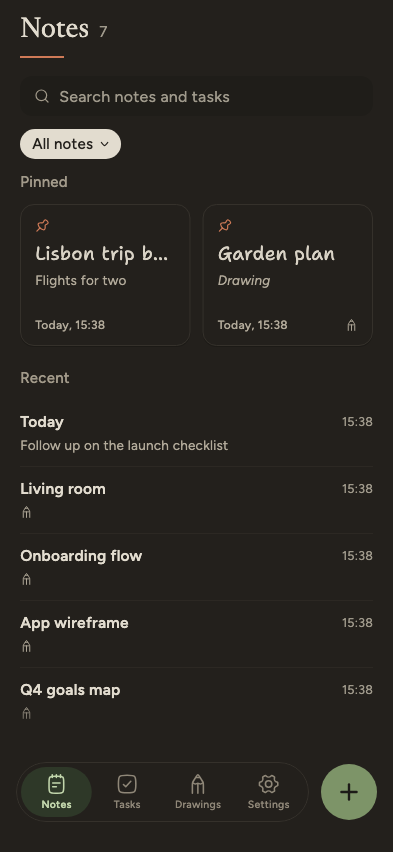 Notes 7
Search notes and tasks
All notes
Pinned
Lisbon trip b...
Flights for two
Today, 15:38
Garden plan
Drawing
Today, 15:38
Recent
Today 15:38
Follow up on the launch checklist
Living room 15:38
Onboarding flow 15:38
App wireframe 15:38
Q4 goals map 15:38
Notes Tasks Drawings Settings